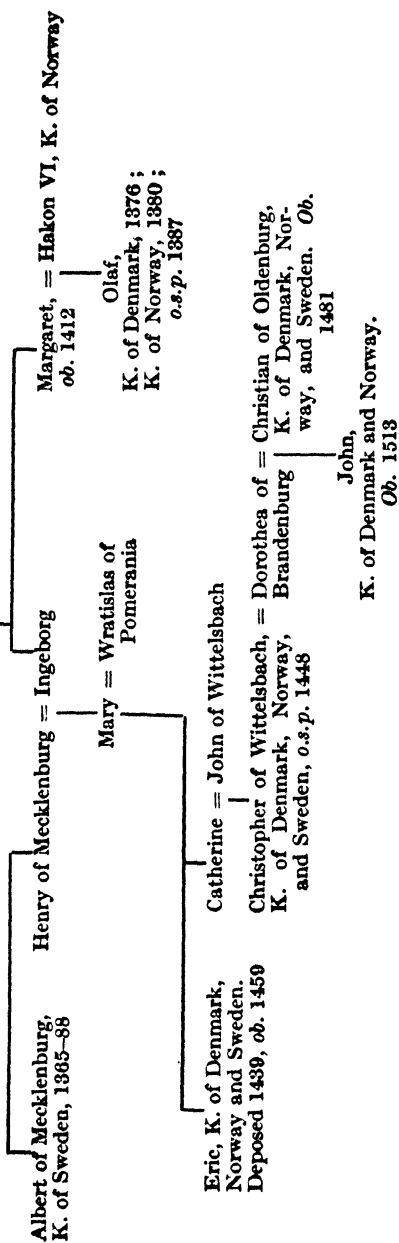 Albert of Mecklenburg,
K. of Sweden, 1365–88
Henry of Mecklenburg = Ingeborg
Margaret, = Hakon VI, K. of Norway
ob. 1412
Olaf,
K. of Denmark, 1376;
K. of Norway, 1380;
o.s.p. 1387
Mary = Wratislas of
Pomerania
Eric, K. of Denmark,
Norway and Sweden.
Deposed 1439, ob. 1459
Catherine = John of Wittelsbach
Christopher of Wittelsbach, = Dorothea of = Christian of Oldenburg,
K. of Denmark, Norway, Brandenburg K. of Denmark, Nor-
and Sweden, o.s.p. 1448 way, and Sweden. Ob.
1481
John,
K. of Denmark and Norway.
Ob. 1513